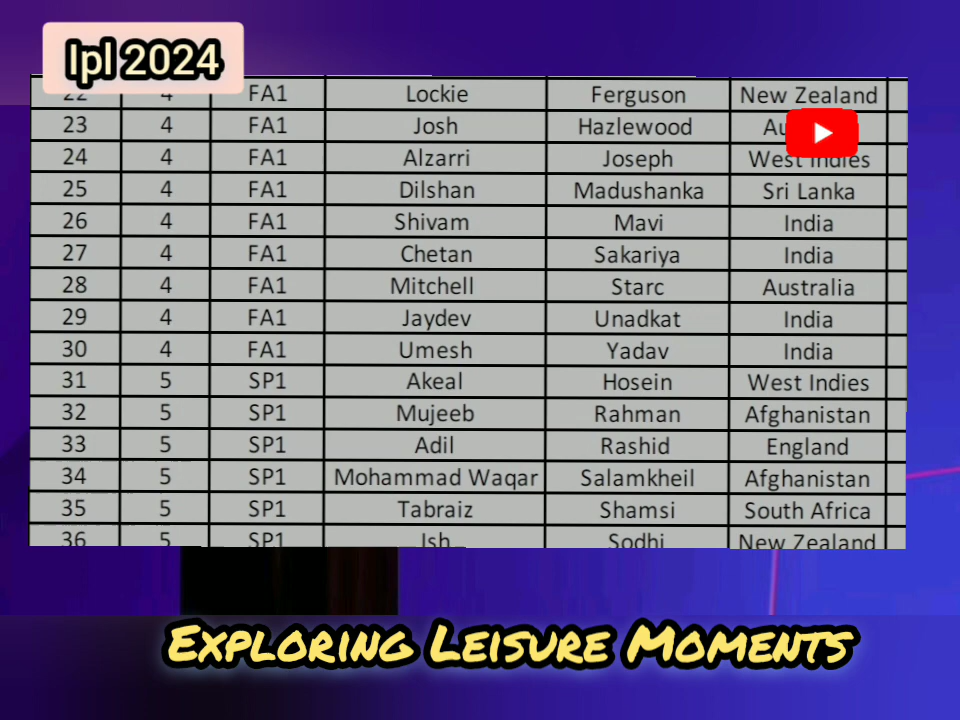 Ipl 2024
22 4 FA1 Lockie Ferguson New Zealand
23 4 FA1 Josh Hazlewood
24 4 FA1 Alzarri Joseph West Indies
25 4 FA1 Dilshan Madushanka Sri Lanka
26 4 FA1 Shivam Mavi India
27 4 FA1 Chetan Sakariya India
28 4 FA1 Mitchell Starc Australia
29 4 FA1 Jaydev Unadkat India
30 4 FA1 Umesh Yadav India
31 5 SP1 Akeal Hosein West Indies
32 5 SP1 Mujeeb Rahman Afghanistan
33 5 SP1 Adil Rashid England
34 5 SP1 Mohammad Waqar Salamkheil Afghanistan
35 5 SP1 Tabraiz Shamsi South Africa
36 5 SP1 Ish Sodhi New Zealand
Exploring Leisure Moments